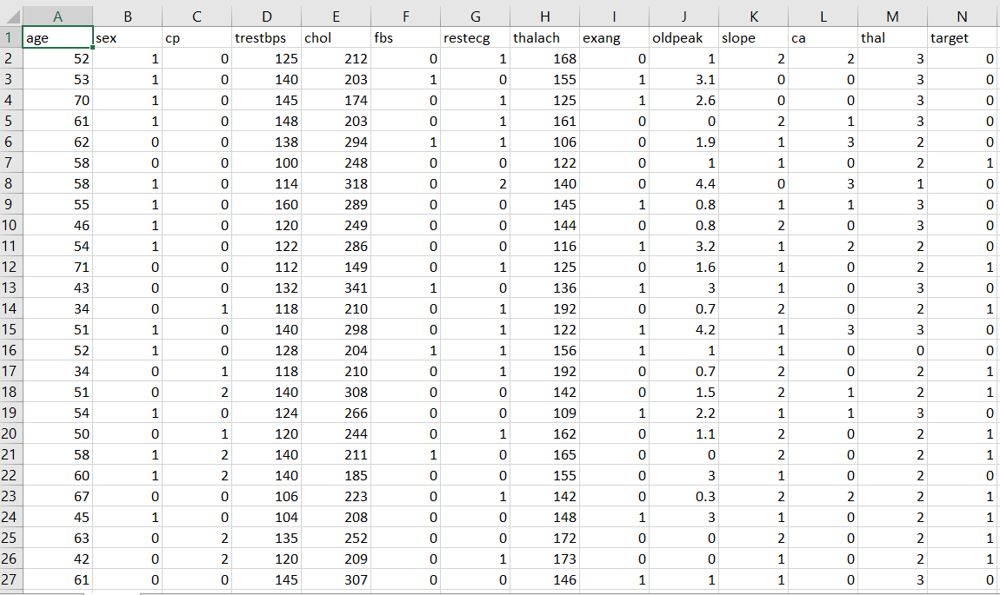 A B C D E F G H I J K L M N
1 age sex cp trestbps chol fbs restecg thalach exang oldpeak slope ca thal target
2 52 1 0 125 212 0 1 168 0 1 2 2 3 0
3 53 1 0 140 203 1 0 155 1 3.1 0 0 3 0
4 70 1 0 145 174 0 1 125 1 2.6 0 0 3 0
5 61 1 0 148 203 0 1 161 0 0 2 1 3 0
6 62 0 0 138 294 1 1 106 0 1.9 1 3 2 0
7 58 0 0 100 248 0 0 122 0 1 1 0 2 1
8 58 1 0 114 318 0 2 140 0 4.4 0 3 1 0
9 55 1 0 160 289 0 0 145 1 0.8 1 1 3 0
10 46 1 0 120 249 0 0 144 0 0.8 2 0 3 0
11 54 1 0 122 286 0 0 116 1 3.2 1 2 2 0
12 71 0 0 112 149 0 1 125 0 1.6 1 0 2 1
13 43 0 0 132 341 1 0 136 1 3 1 0 3 0
14 34 0 1 118 210 0 1 192 0 0.7 2 0 2 1
15 51 1 0 140 298 0 1 122 1 4.2 1 3 3 0
16 52 1 0 128 204 1 1 156 1 1 1 0 0 0
17 34 0 1 118 210 0 1 192 0 0.7 2 0 2 1
18 51 0 2 140 308 0 0 142 0 1.5 2 1 2 1
19 54 1 0 124 266 0 0 109 1 2.2 1 1 3 0
20 50 0 1 120 244 0 1 162 0 1.1 2 0 2 1
21 58 1 2 140 211 1 0 165 0 0 2 0 2 1
22 60 1 2 140 185 0 0 155 0 3 1 0 2 0
23 67 0 0 106 223 0 1 142 0 0.3 2 2 2 1
24 45 1 0 104 208 0 0 148 1 3 1 0 2 1
25 63 0 2 135 252 0 0 172 0 0 2 0 2 1
26 42 0 2 120 209 0 1 173 0 0 1 0 2 1
27 61 0 0 145 307 0 0 146 1 1 1 0 3 0